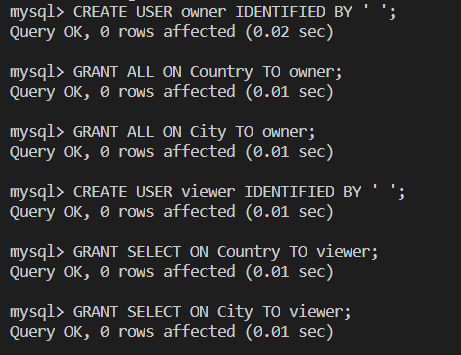 mysql> CREATE USER owner IDENTIFIED BY ' ';
Query OK, 0 rows affected (0.02 sec)
mysql> GRANT ALL ON Country TO owner;
Query OK, 0 rows affected (0.01 sec)
mysql> GRANT ALL ON City TO owner;
Query OK, 0 rows affected (0.01 sec)
mysql> CREATE USER viewer IDENTIFIED BY ' ';
Query OK, 0 rows affected (0.01 sec)
mysql> GRANT SELECT ON Country TO viewer;
Query OK, 0 rows affected (0.01 sec)
mysql> GRANT SELECT ON City TO viewer;
Query OK, 0 rows affected (0.01 sec)